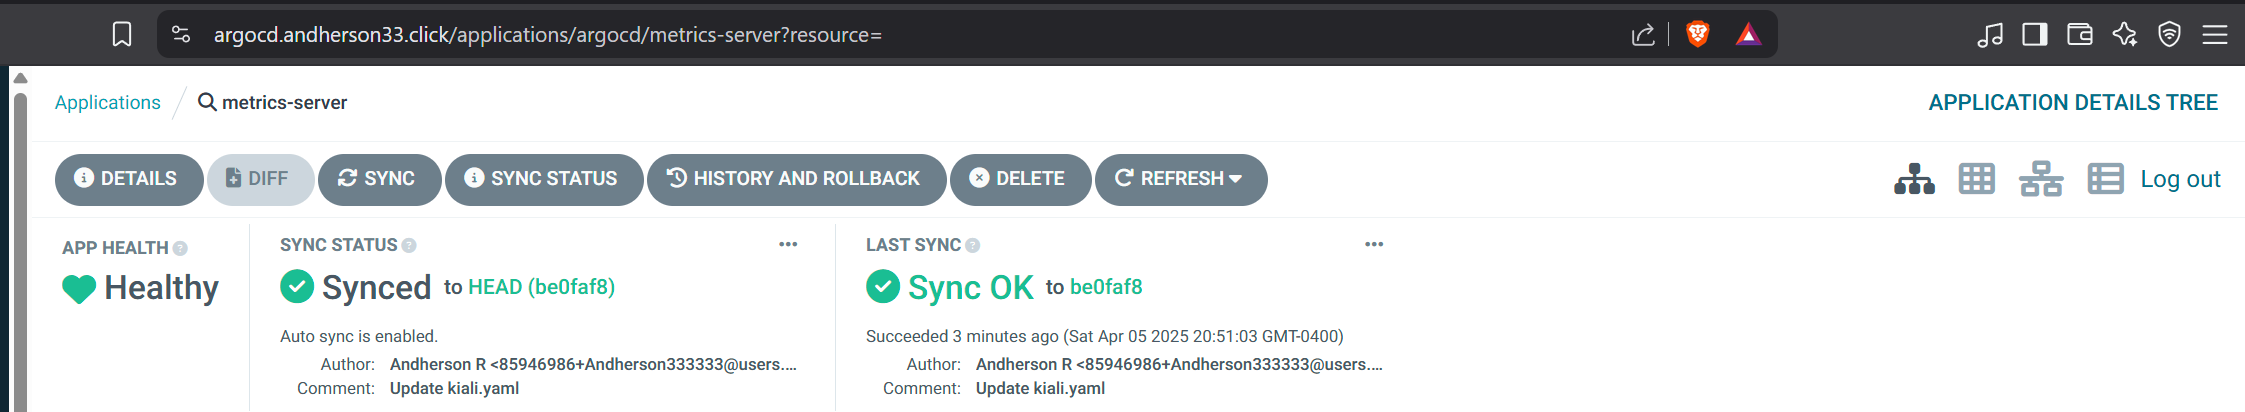 argocd.andherson33.click/applications/argocd/metrics-server?resource=
Applications / metrics-server
APPLICATION DETAILS TREE
DETAILS DIFF SYNC SYNC STATUS HISTORY AND ROLLBACK DELETE REFRESH
Log out
APP HEALTH
Healthy
SYNC STATUS
Synced to HEAD (be0faf8)
Auto sync is enabled.
Author: Andherson R <85946986+Andherson333333@users....
Comment: Update kiali.yaml
LAST SYNC
Sync OK to be0faf8
Succeeded 3 minutes ago (Sat Apr 05 2025 20:51:03 GMT-0400)
Author: Andherson R <85946986+Andherson333333@users....
Comment: Update kiali.yaml